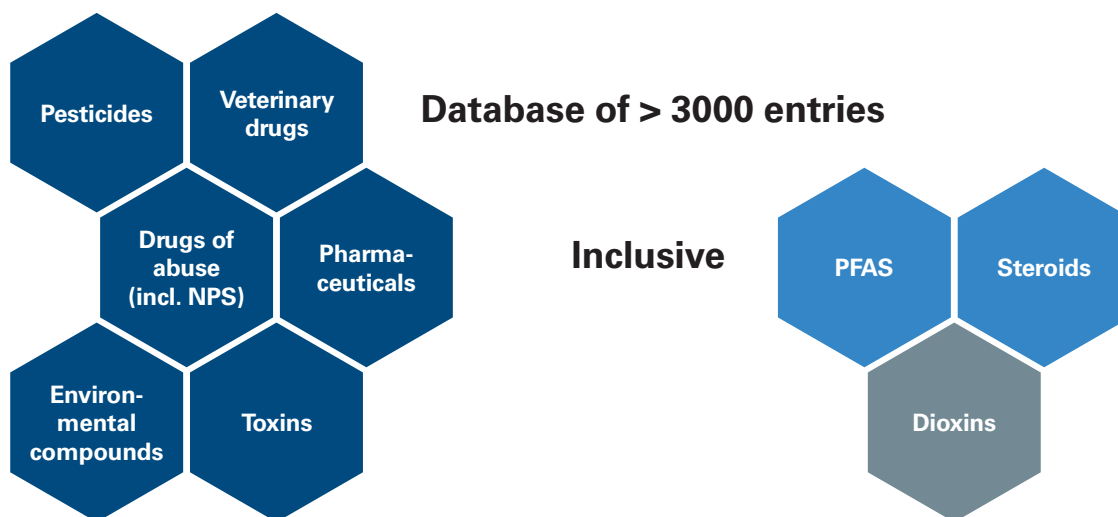 Pesticides
Veterinary
drugs
Database of > 3000 entries
Drugs of
abuse
(incl. NPS)
Pharma-
ceuticals
Inclusive
PFAS
Steroids
Environ-
mental
compounds
Toxins
Dioxins